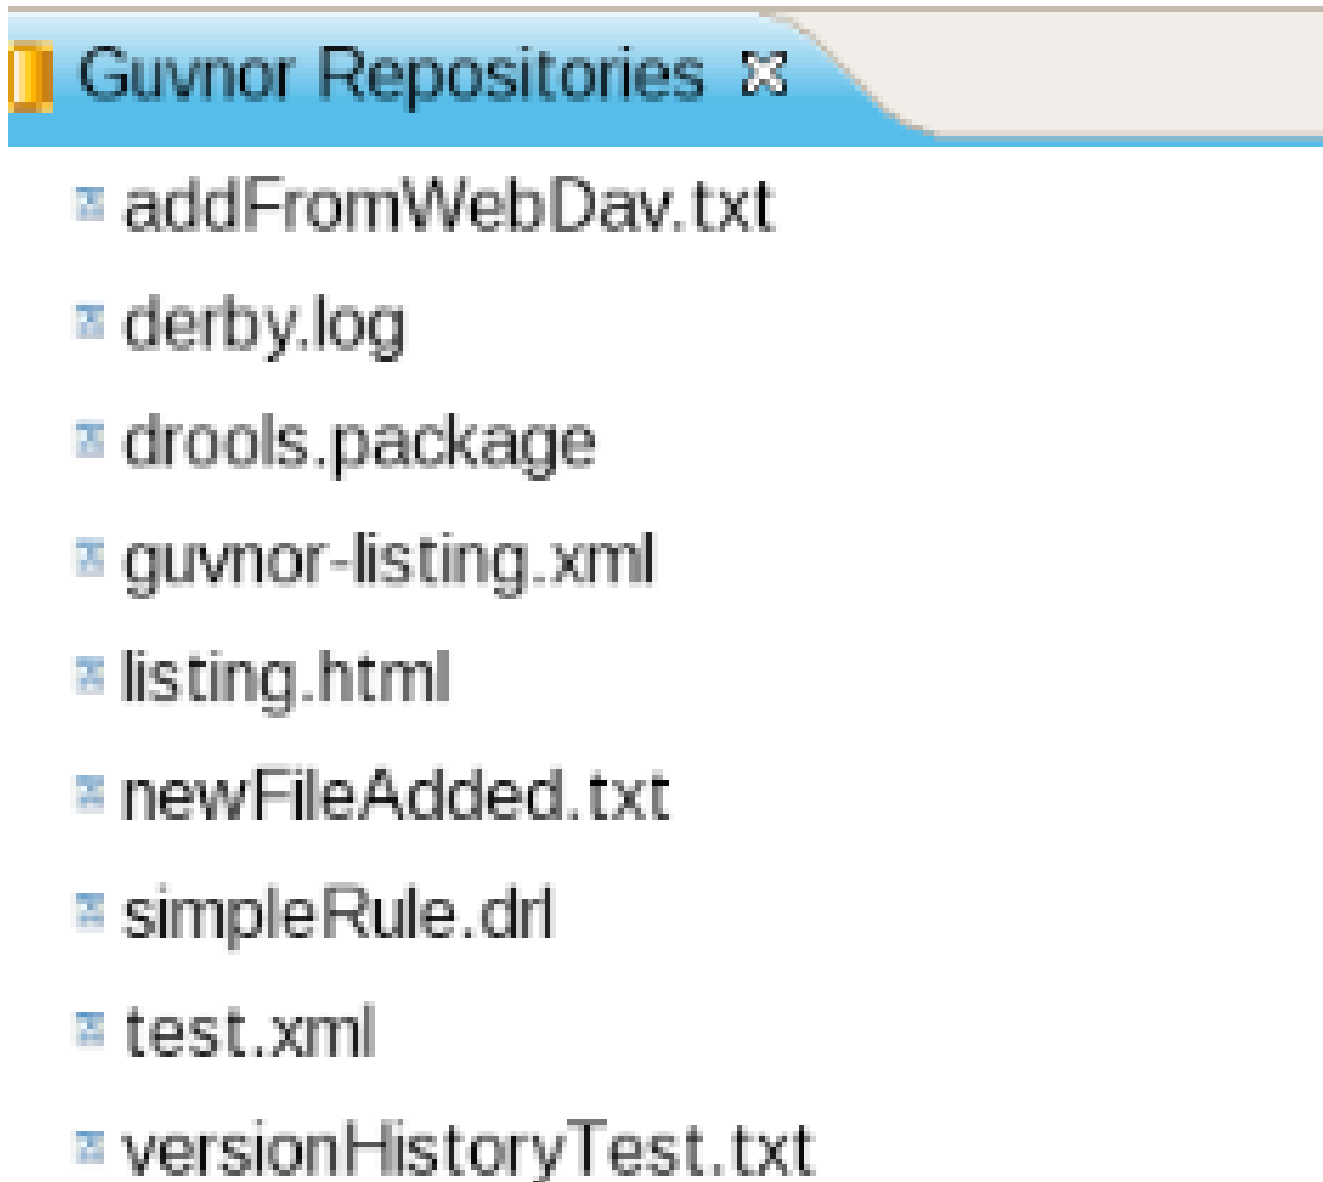 Guvnor Repositories
addFromWebDav.txt
derby.log
drools.package
guvnor-listing.xml
listing.html
newFileAdded.txt
simpleRule.drl
test.xml
versionHistoryTest.txt